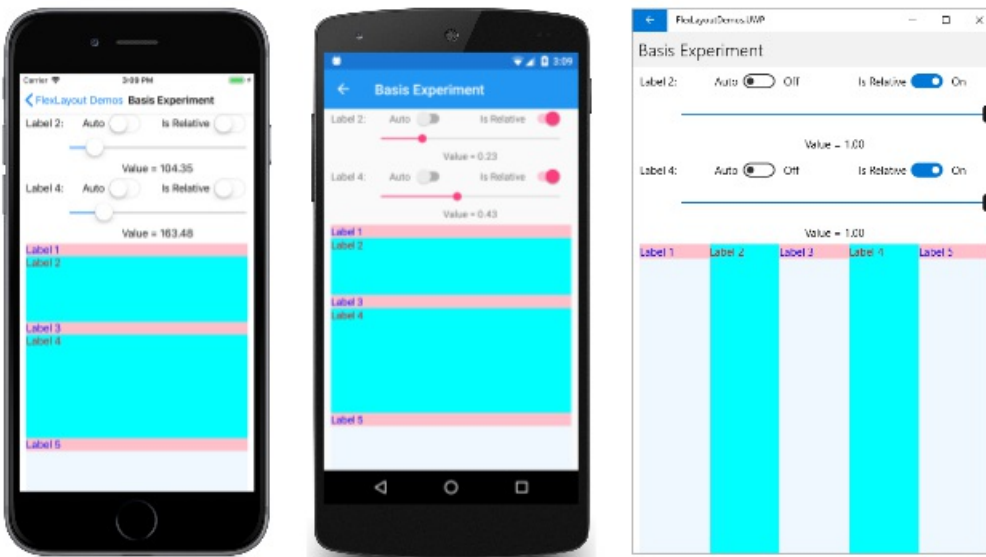 Carrier 3:09 PM
FlexLayout Demos Basis Experiment
Label 2: Auto Is Relative
Value = 104.35
Label 4: Auto Is Relative
Value = 163.48
Label 1
Label 2
Label 3
Label 4
Label 5
3:09
Basis Experiment
Label 2: Auto Is Relative
Value = 0.23
Label 4: Auto Is Relative
Value = 0.43
Label 1
Label 2
Label 3
Label 4
Label 5
FlexLayoutDemos.UWP
Basis Experiment
Label 2: Auto Off Is Relative On
Value = 1.00
Label 4: Auto Off Is Relative On
Value = 1.00
Label 1 Label 2 Label 3 Label 4 Label 5